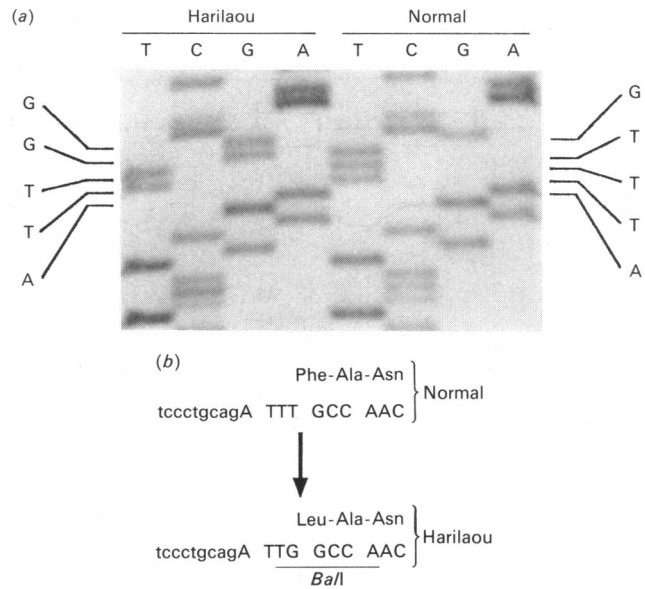 (a)
Harilaou Normal
T C G A T C G A
G
G
T
T
A
G
T
T
T
A
(b)
Phe-Ala-Asn
Normal
tccctgcagA TTT GCC AAC
Leu-Ala-Asn
Harilaou
tccctgcagA TTG GCC AAC
BalI